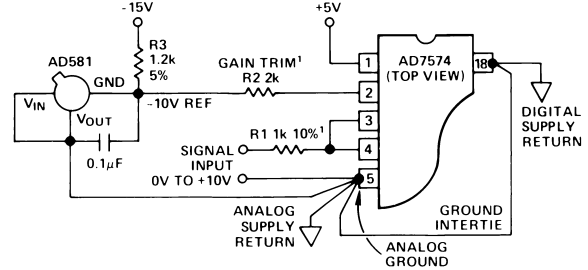 -15V
+5V
AD581
R3
1.2k
5%
GND
VIN
VOUT
-10V REF
0.1μF
GAIN TRIM¹
R2 2k
R1 1k 10%¹
SIGNAL
INPUT
0V TO +10V
1
2
3
4
5
AD7574
(TOP VIEW)
18
DIGITAL
SUPPLY
RETURN
ANALOG
SUPPLY
RETURN
GROUND
INTERTIE
ANALOG
GROUND